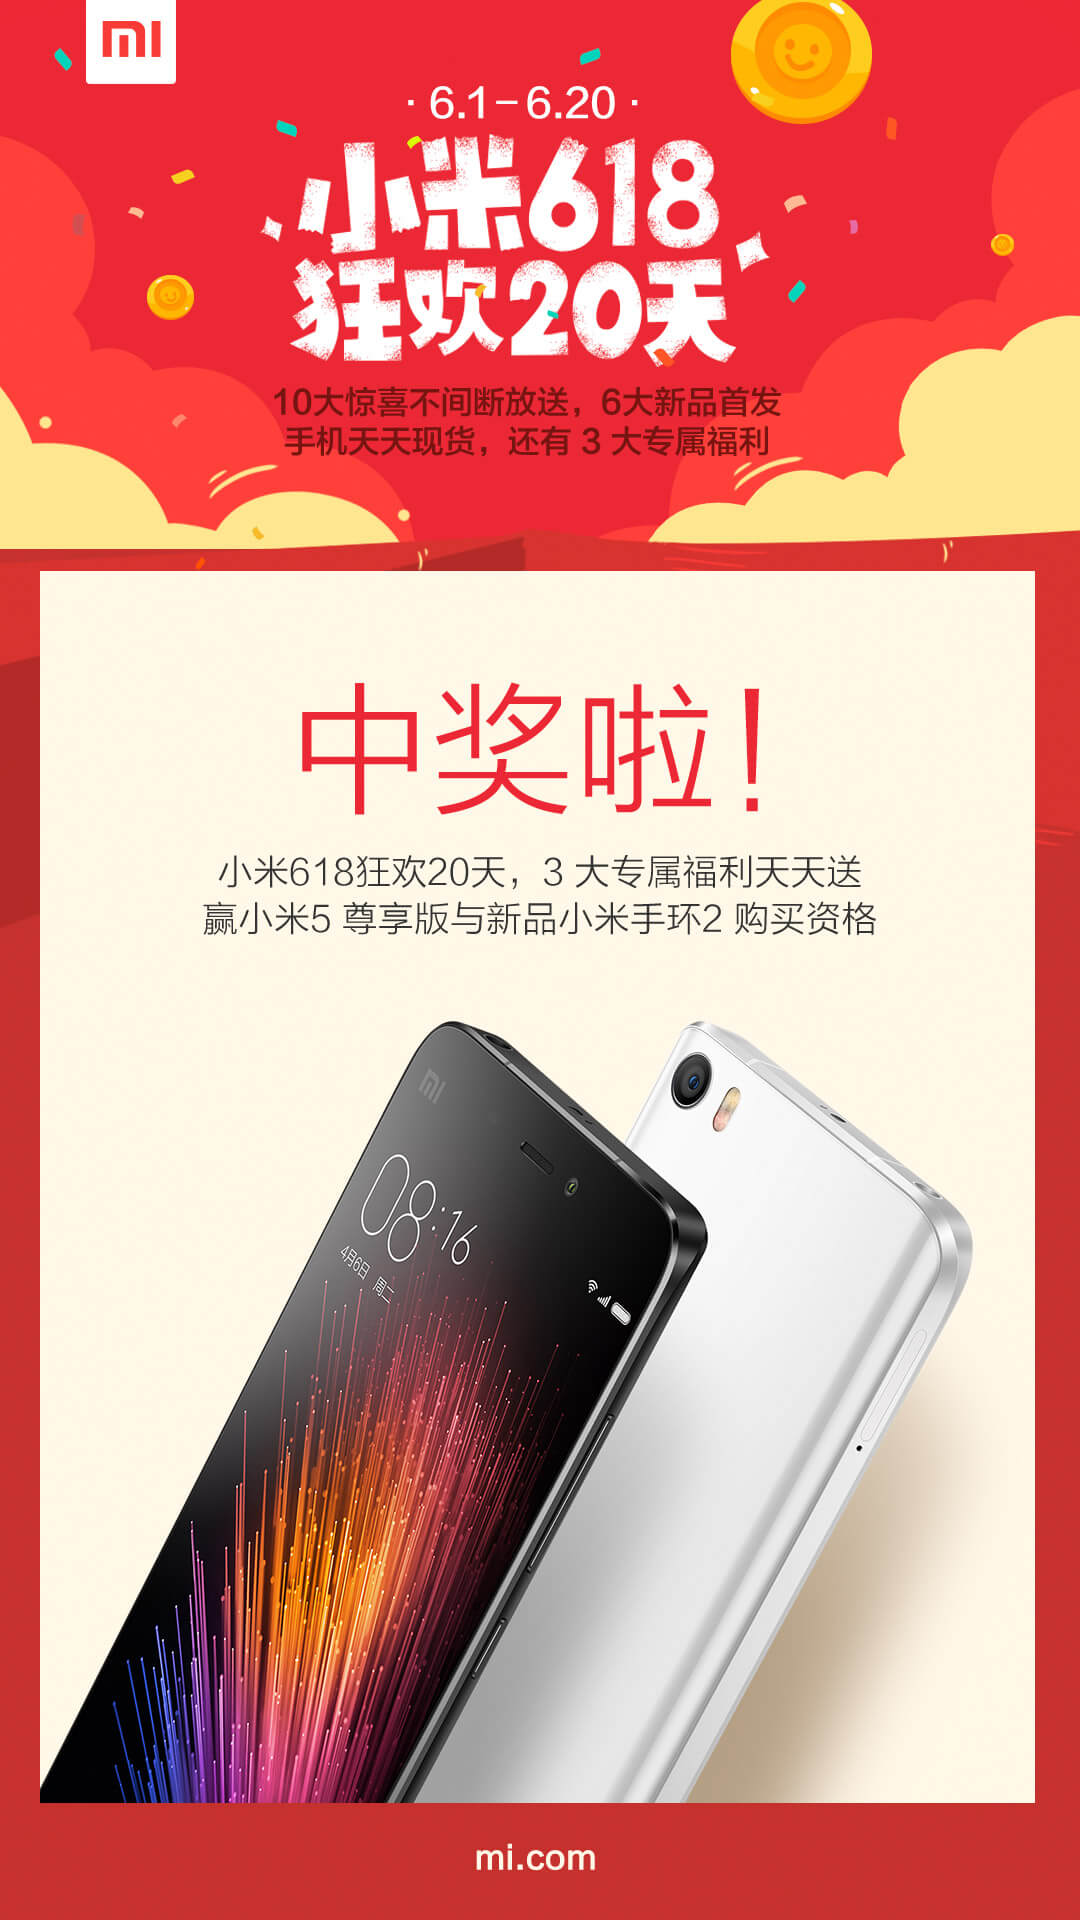 mi
· 6.1-6.20 ·
小米618
狂欢20天
10大惊喜不间断放送，6大新品首发
手机天天现货，还有 3 大专属福利
中奖啦！
小米618狂欢20天，3 大专属福利天天送
赢小米5 尊享版与新品小米手环2 购买资格
mi
08:16
4月6日 周二
mi.com